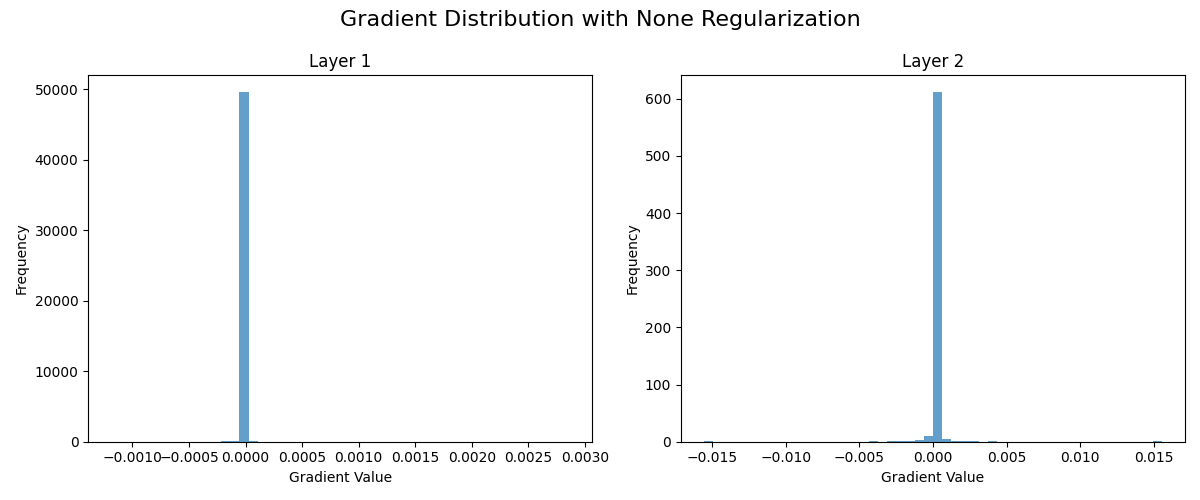 Gradient Distribution with None Regularization
Layer 1
Frequency
50000
40000
30000
20000
10000
0
−0.0010 −0.0005 0.0000 0.0005 0.0010 0.0015 0.0020 0.0025 0.0030
Gradient Value
Layer 2
Frequency
600
500
400
300
200
100
0
−0.015 −0.010 −0.005 0.000 0.005 0.010 0.015
Gradient Value